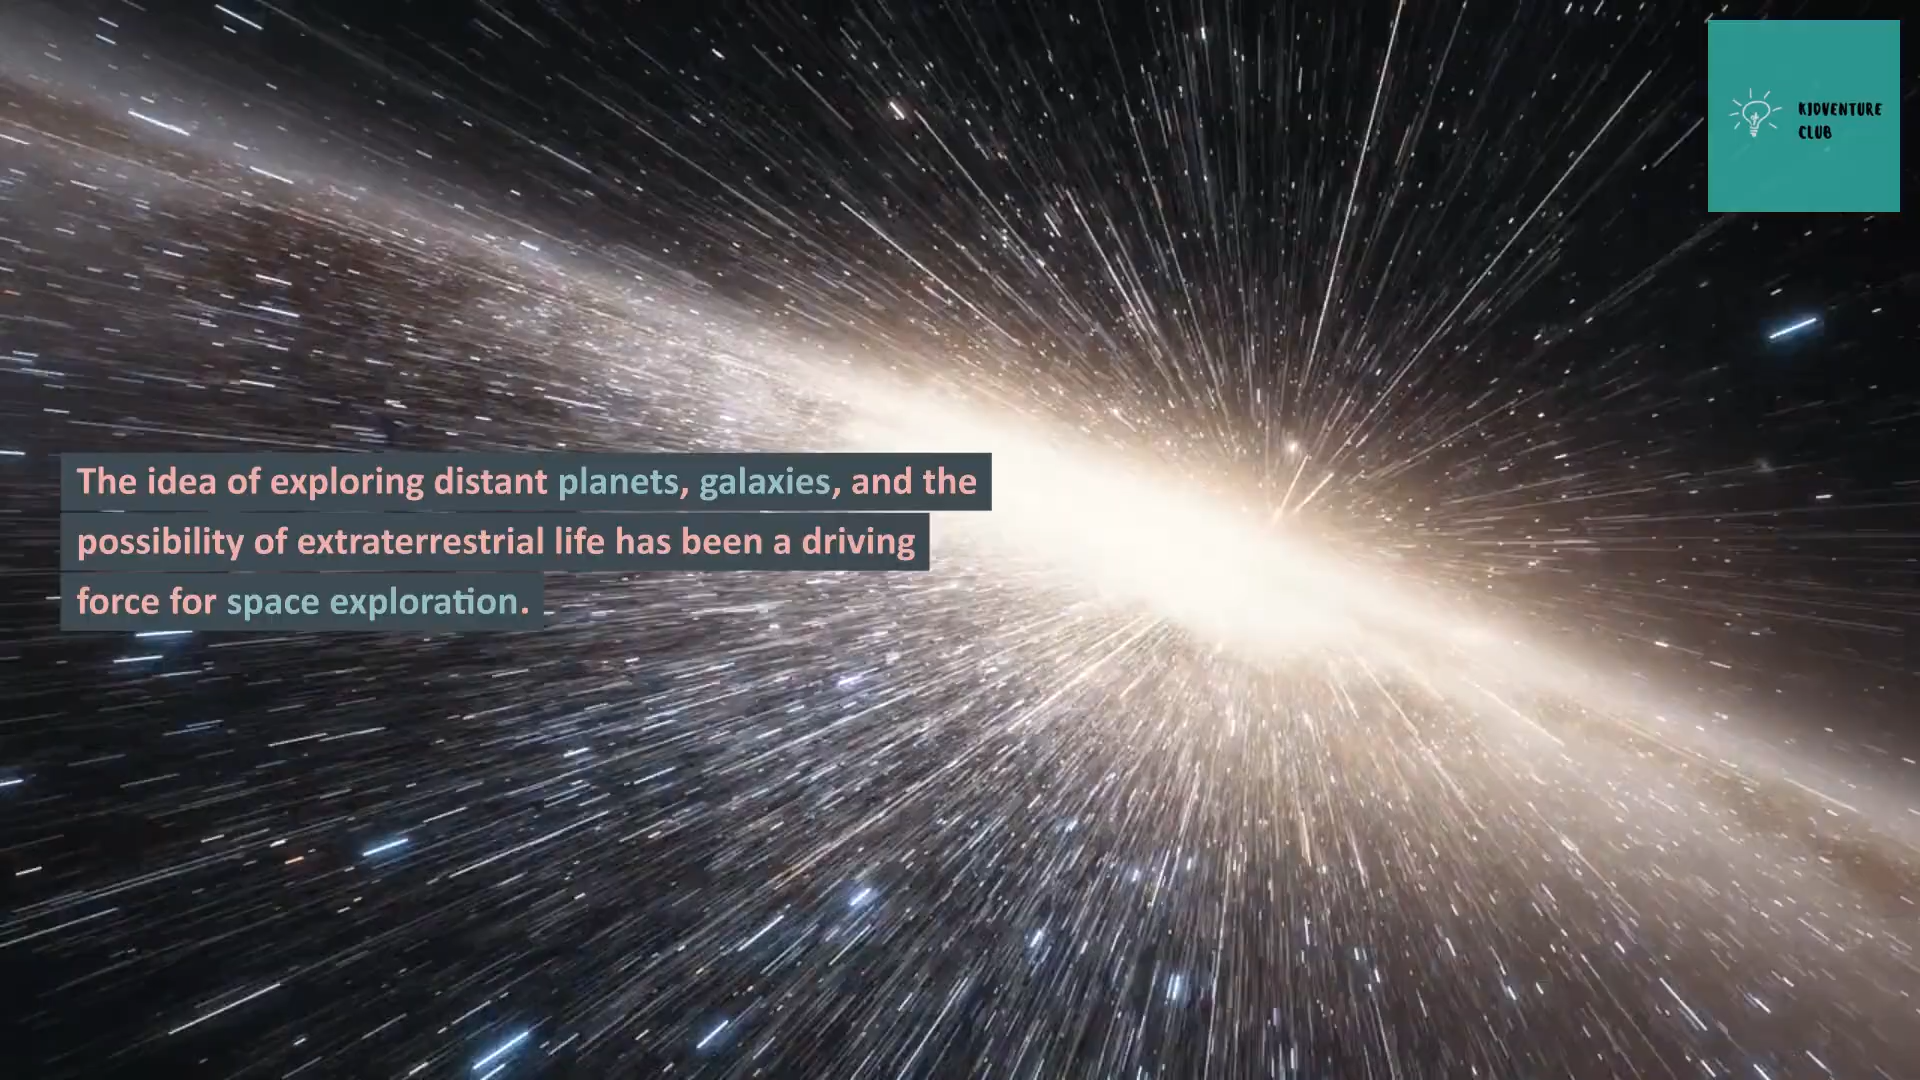 KIDVENTURE
CLUB
The idea of exploring distant planets, galaxies, and the
possibility of extraterrestrial life has been a driving
force for space exploration.